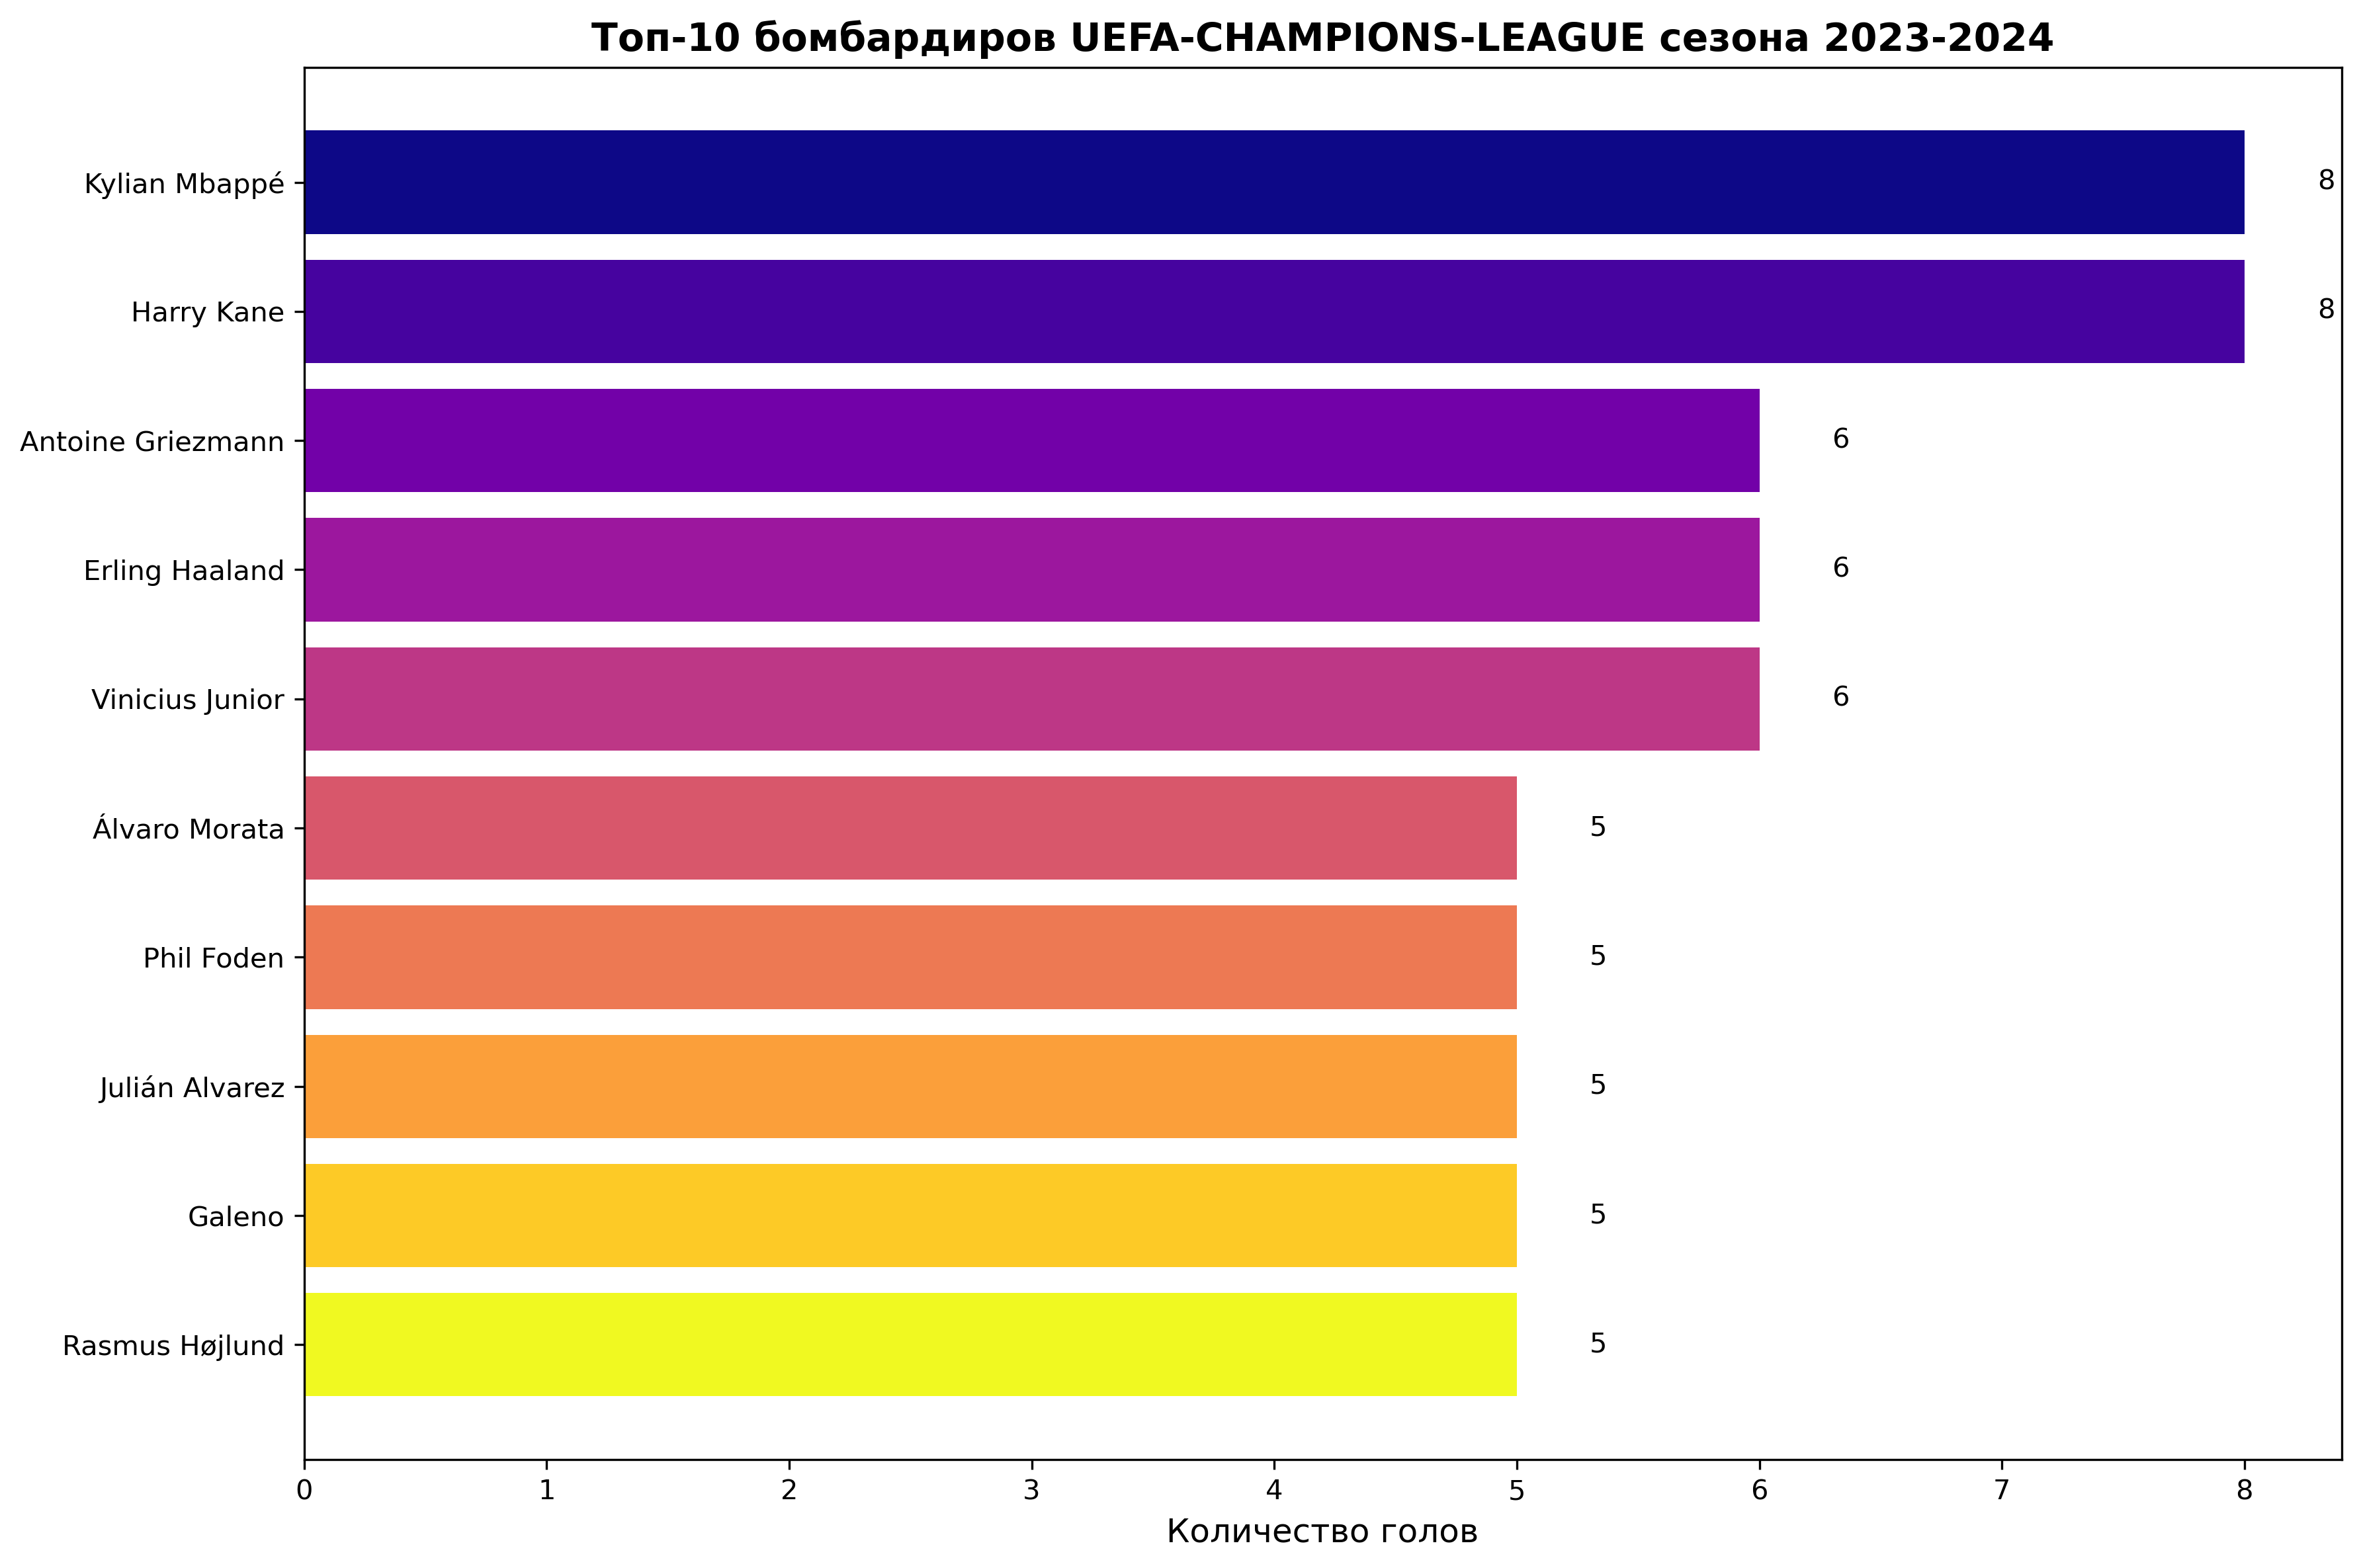 Топ-10 бомбардиров UEFA-CHAMPIONS-LEAGUE сезона 2023-2024
Kylian Mbappé 8
Harry Kane 8
Antoine Griezmann 6
Erling Haaland 6
Vinicius Junior 6
Álvaro Morata 5
Phil Foden 5
Julián Alvarez 5
Galeno 5
Rasmus Højlund 5
0 1 2 3 4 5 6 7 8
Количество голов